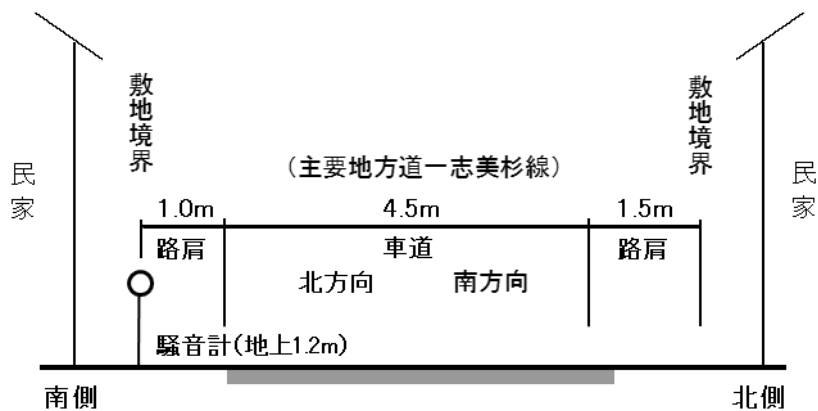 敷地境界
敷地境界
民家
(主要地方道一志美杉線)
民家
1.0m
4.5m
1.5m
路肩
車道
路肩
北方向
南方向
騒音計(地上1.2m)
南側
北側